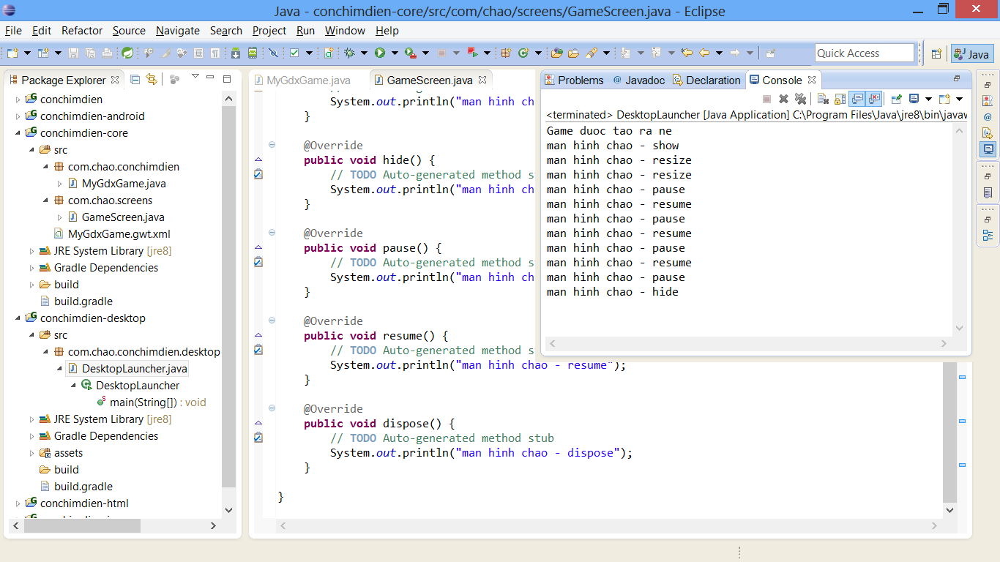 Java - conchimdien-core/src/com/chao/screens/GameScreen.java - Eclipse
File Edit Refactor Source Navigate Search Project Run Window Help
Quick Access
Java
Package Explorer
conchimdien
conchimdien-android
conchimdien-core
src
com.chao.conchimdien
MyGdxGame.java
com.chao.screens
GameScreen.java
MyGdxGame.gwt.xml
JRE System Library [jre8]
Gradle Dependencies
build
build.gradle
conchimdien-desktop
src
com.chao.conchimdien.desktop
DesktopLauncher.java
DesktopLauncher
main(String[]) : void
JRE System Library [jre8]
Gradle Dependencies
assets
build
build.gradle
conchimdien-html
MyGdxGame.java
GameScreen.java
System.out.println("man hinh ch
}
@Override
public void hide() {
// TODO Auto-generated method s
System.out.println("man hinh ch
}
@Override
public void pause() {
// TODO Auto-generated method s
System.out.println("man hinh ch
}
@Override
public void resume() {
// TODO Auto-generated method s
System.out.println("man hinh chao - resume");
}
@Override
public void dispose() {
// TODO Auto-generated method stub
System.out.println("man hinh chao - dispose");
}
}
Problems @ Javadoc Declaration Console
<terminated> DesktopLauncher [Java Application] C:\Program Files\Java\jre8\bin\javaw
Game duoc tao ra ne
man hinh chao - show
man hinh chao - resize
man hinh chao - resize
man hinh chao - pause
man hinh chao - resume
man hinh chao - pause
man hinh chao - resume
man hinh chao - pause
man hinh chao - resume
man hinh chao - pause
man hinh chao - hide